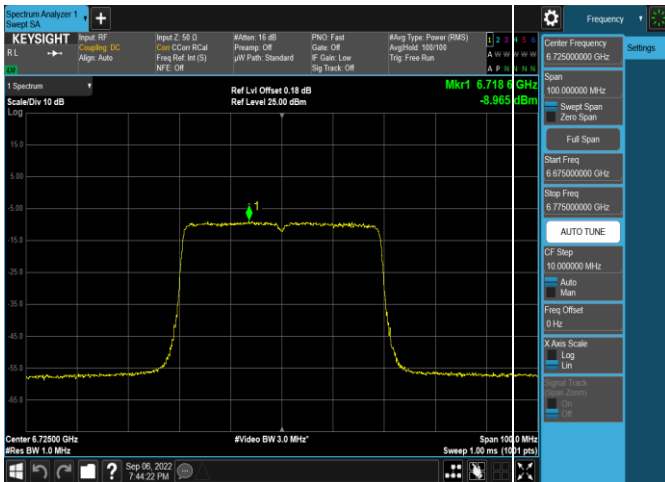 Spectrum Analyzer 1
Swept SA
Frequency
KEYSIGHT
RL
LV
Input: RF
Coupling: DC
Align: Auto
Input Z: 50 Ω
Corr CCorr RCal
Freq Ref: Int (S)
NFE: Off
#Atten: 16 dB
Preamp: Off
µW Path: Standard
PNO: Fast
Gate: Off
IF Gain: Low
Sig Track: Off
#Avg Type: Power (RMS)
Avg|Hold: 100/100
Trig: Free Run
1 2 3 4 5 6
A W W W W W
A P N N N N
1 Spectrum
Scale/Div 10 dB
Log
Ref Lvl Offset 0.18 dB
Ref Level 25.00 dBm
Mkr1 6.718 6 GHz
-8.965 dBm
15.0
5.00
-5.00
-15.0
-25.0
-35.0
-45.0
-55.0
-65.0
1
Center 6.72500 GHz
#Res BW 1.0 MHz
#Video BW 3.0 MHz*
Span 100.0 MHz
Sweep 1.00 ms (1001 pts)
Sep 06, 2022
7:44:22 PM
Center Frequency
6.725000000 GHz
Settings
Span
100.000000 MHz
Swept Span
Zero Span
Full Span
Start Freq
6.675000000 GHz
Stop Freq
6.775000000 GHz
AUTO TUNE
CF Step
10.000000 MHz
Auto
Man
Freq Offset
0 Hz
X Axis Scale
Log
Lin
Signal Track
(Span Zoom)
On
Off